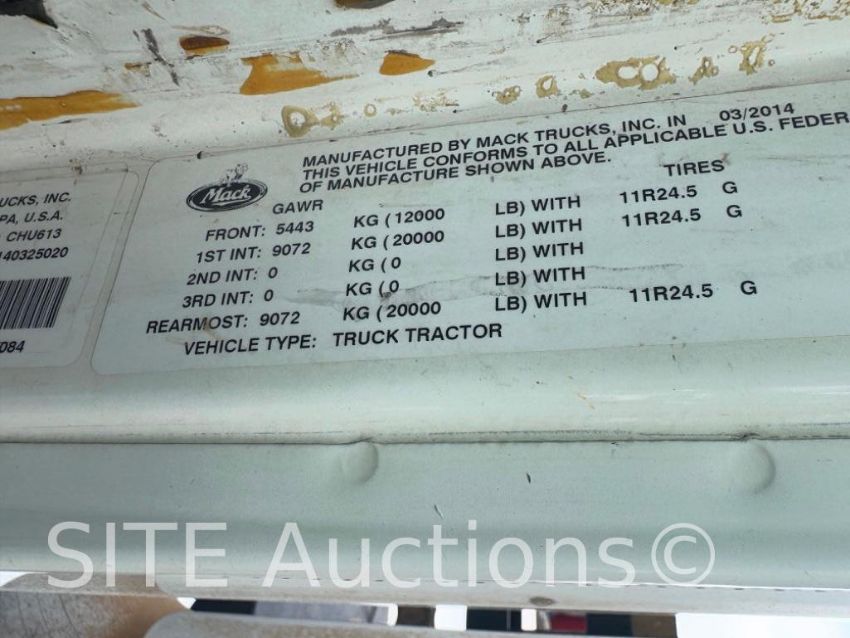 UCKS, INC.
PA, U.S.A.
CHU613
140325020
084
Mack
MANUFACTURED BY MACK TRUCKS, INC. IN 03/2014
THIS VEHICLE CONFORMS TO ALL APPLICABLE U.S. FEDER
OF MANUFACTURE SHOWN ABOVE.
GAWR TIRES
FRONT: 5443 KG ( 12000 LB) WITH 11R24.5 G
1ST INT: 9072 KG ( 20000 LB) WITH 11R24.5 G
2ND INT: 0 KG ( 0 LB) WITH
3RD INT: 0 KG ( 0 LB) WITH
REARMOST: 9072 KG ( 20000 LB) WITH 11R24.5 G
VEHICLE TYPE: TRUCK TRACTOR
SITE Auctions©